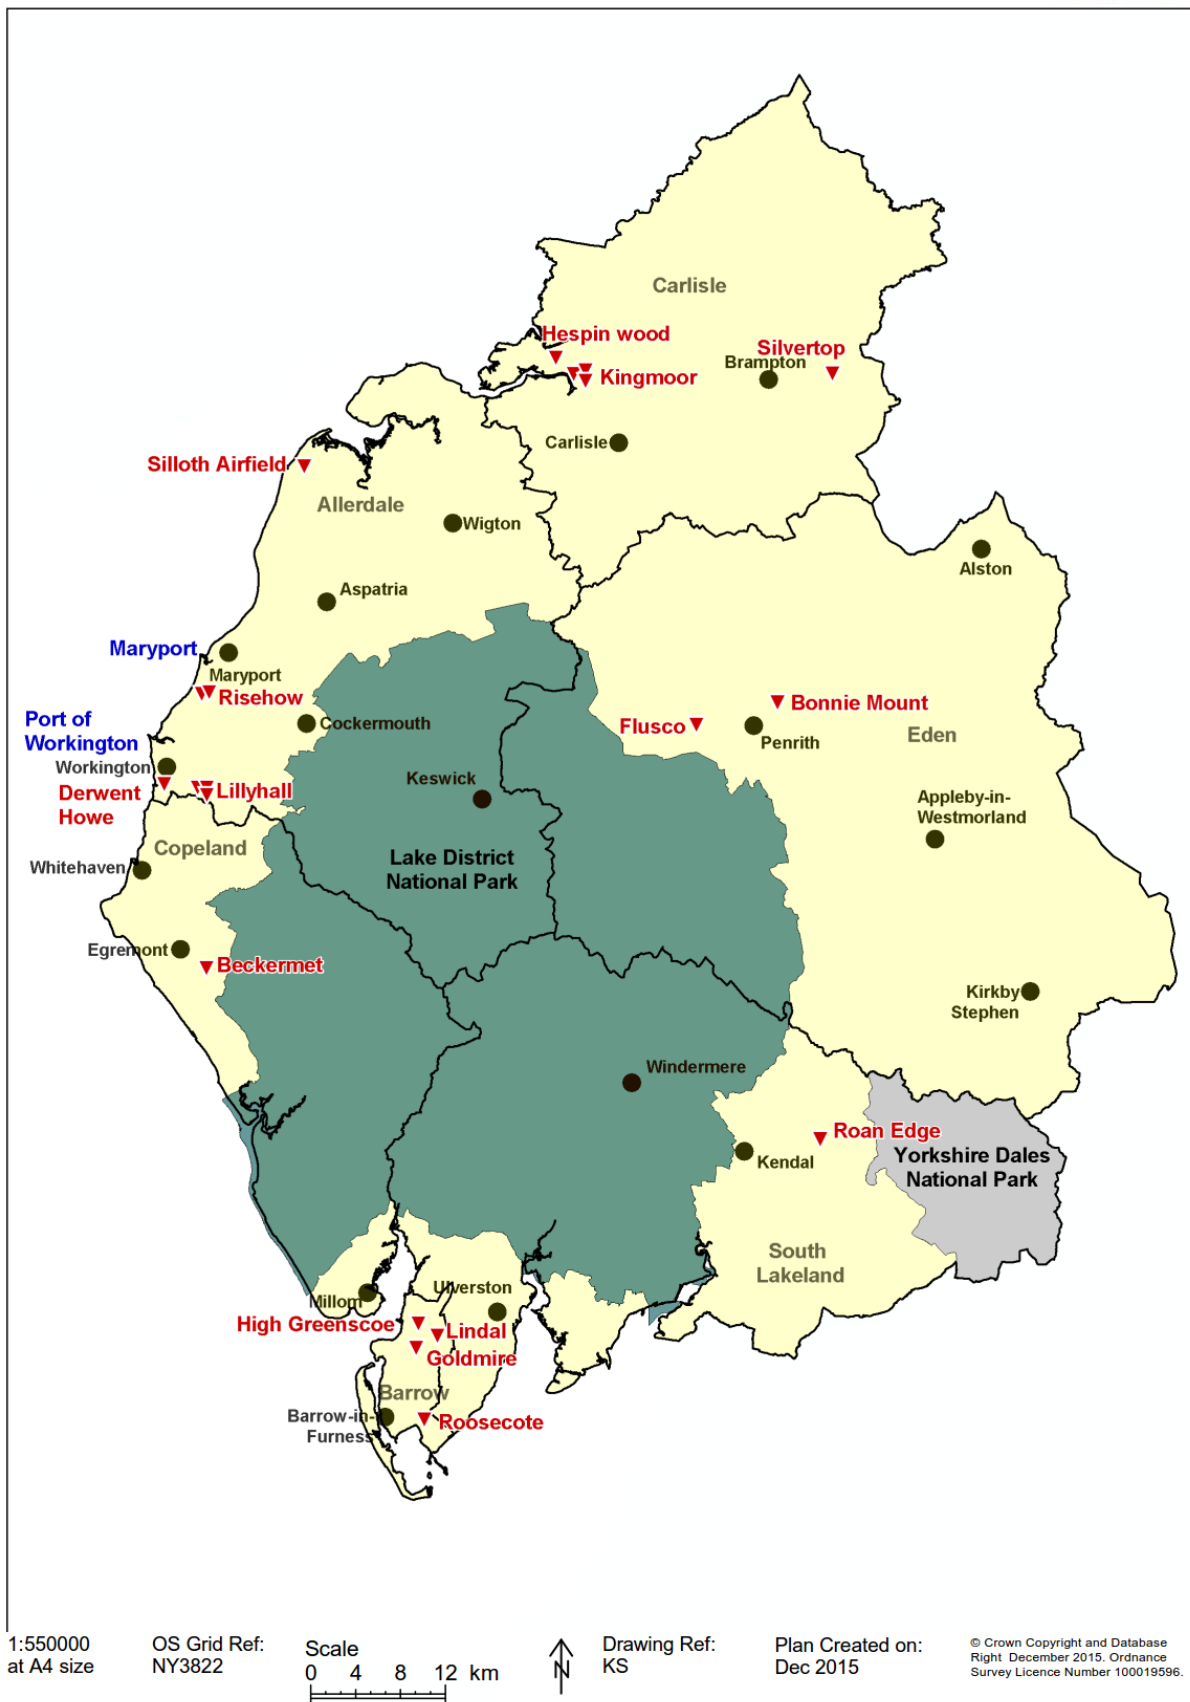 Carlisle
Hespin wood
Silvertop
Brampton
Kingmoor
Carlisle
Silloth Airfield
Allerdale
Wigton
Alston
Aspatria
Maryport
Maryport
Risehow
Bonnie Mount
Port of
Workington
Cockermouth
Flusco
Penrith
Eden
Workington
Keswick
Derwent
Howe
Lillyhall
Appleby-in-
Westmorland
Copeland
Lake District
National Park
Whitehaven
Egremont
Beckermet
Kirkby
Stephen
Windermere
Roan Edge
Kendal
Yorkshire Dales
National Park
South
Lakeland
Ulverston
Millom
High Greenscoe
Lindal
Goldmire
Barrow
Barrow-in-
Furness
Roosecote
1:550000
at A4 size
OS Grid Ref:
NY3822
Scale
0 4 8 12 km
N
Drawing Ref:
KS
Plan Created on:
Dec 2015
© Crown Copyright and Database
Right December 2015. Ordnance
Survey Licence Number 100019596.